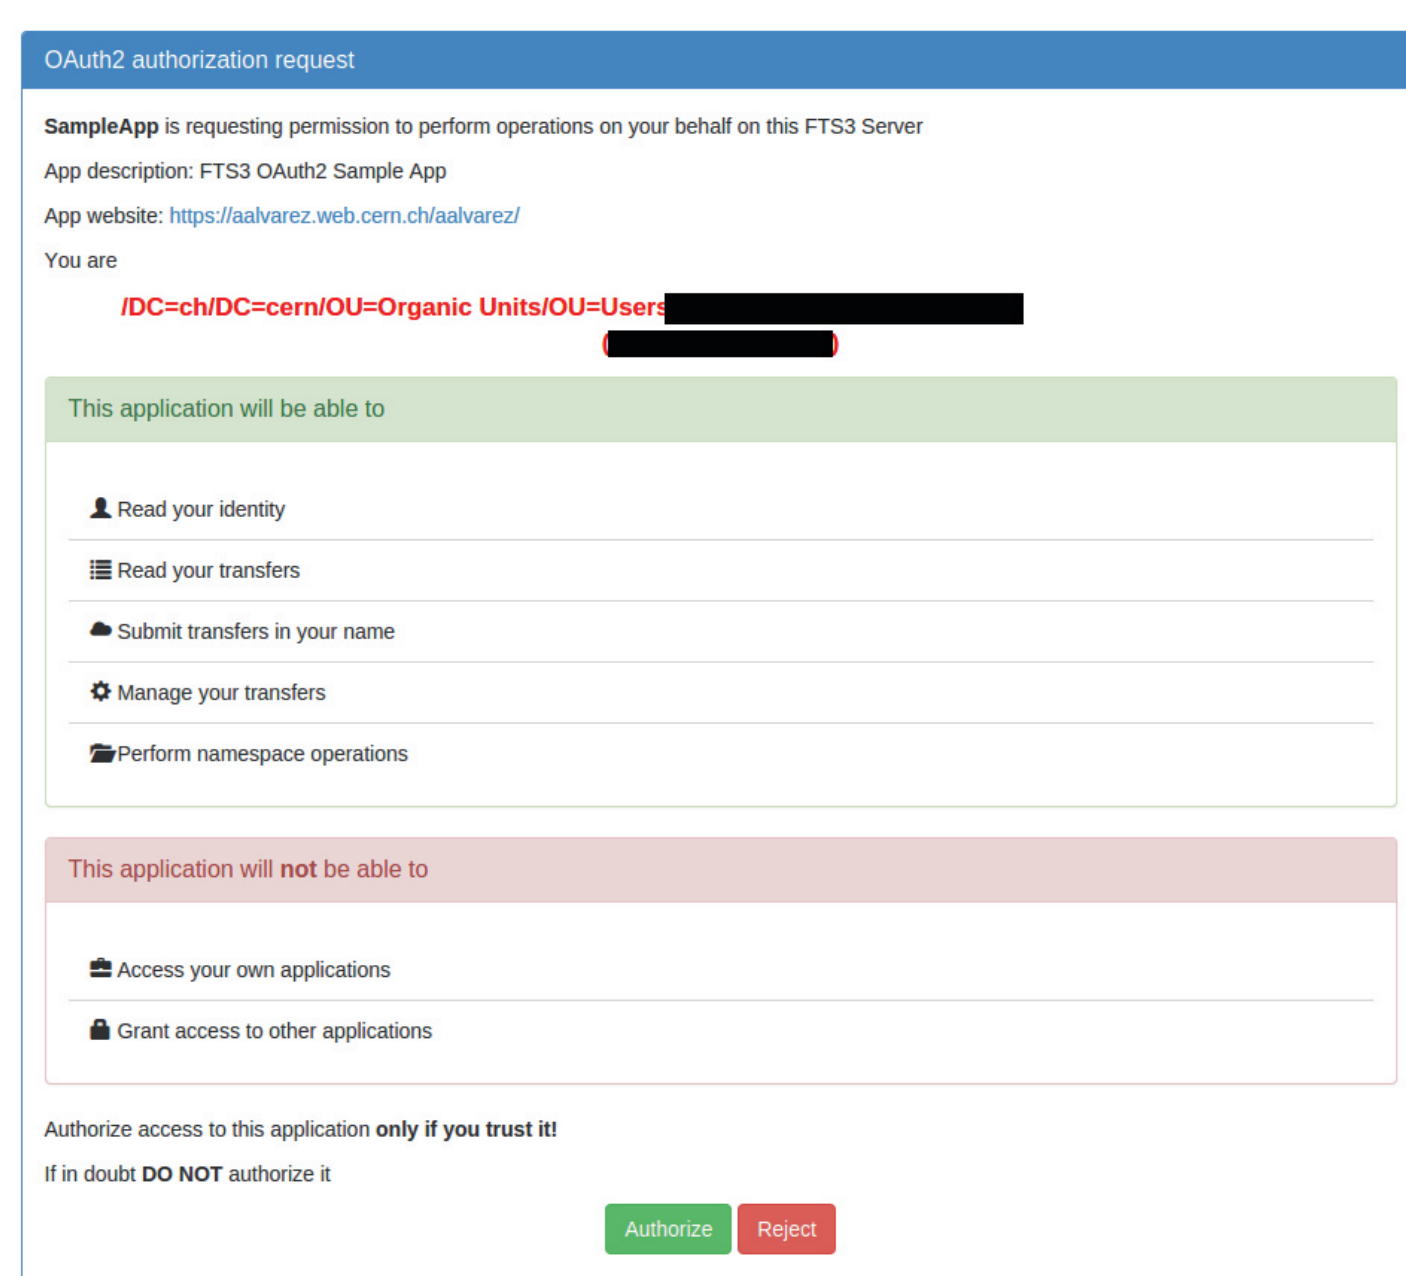 OAuth2 authorization request
SampleApp is requesting permission to perform operations on your behalf on this FTS3 Server
App description: FTS3 OAuth2 Sample App
App website: https://aalvarez.web.cern.ch/aalvarez/
You are
/DC=ch/DC=cern/OU=Organic Units/OU=Users
( )
This application will be able to
Read your identity
Read your transfers
Submit transfers in your name
Manage your transfers
Perform namespace operations
This application will not be able to
Access your own applications
Grant access to other applications
Authorize access to this application only if you trust it!
If in doubt DO NOT authorize it
Authorize Reject